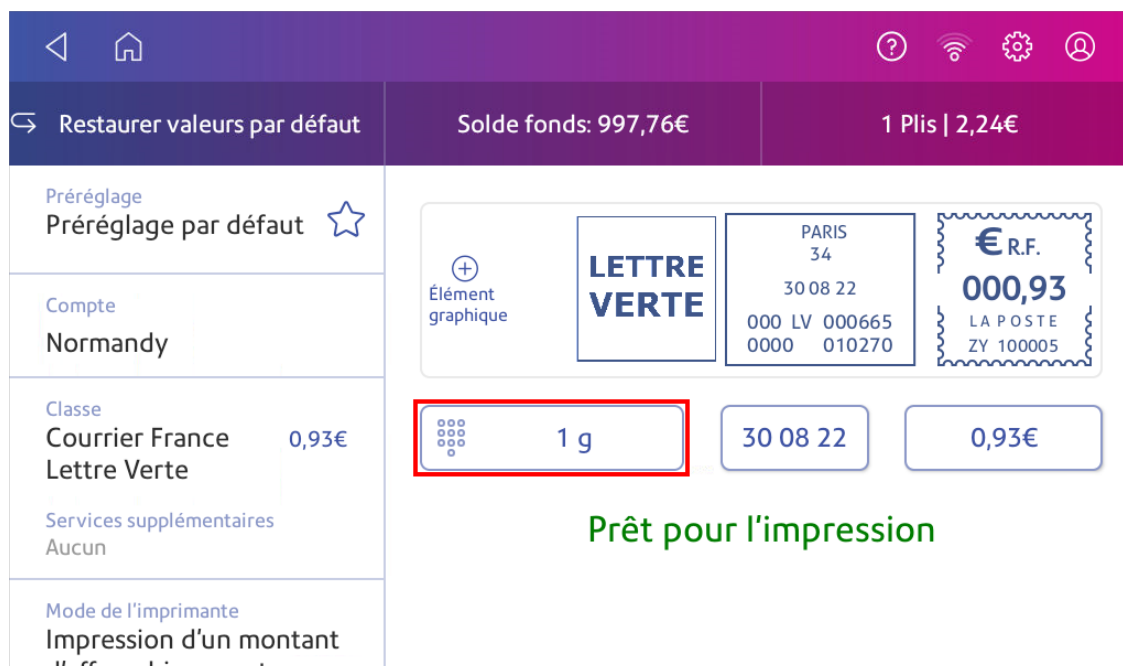 Restaurer valeurs par défaut
Solde fonds: 997,76€
1 Plis | 2,24€
Préréglage
Préréglage par défaut
Compte
Normandy
Classe
Courrier France 0,93€
Lettre Verte
Services supplémentaires
Aucun
Mode de l'imprimante
Impression d'un montant
Élément
graphique
LETTRE
VERTE
PARIS
34
30 08 22
000 LV 000665
0000 010270
€ R.F.
000,93
LA POSTE
ZY 100005
1 g
30 08 22
0,93€
Prêt pour l'impression